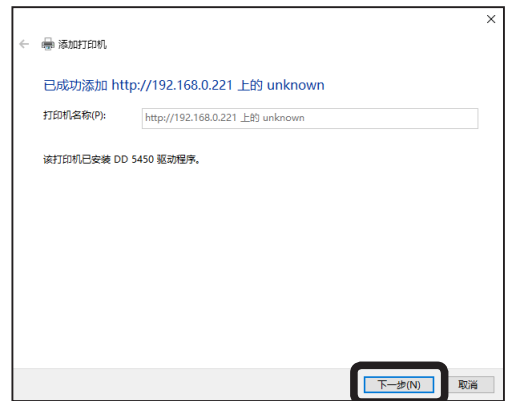 添加打印机
已成功添加 http://192.168.0.221 上的 unknown
打印机名称(P): http://192.168.0.221 上的 unknown
该打印机已安装 DD 5450 驱动程序。
下一步(N) 取消